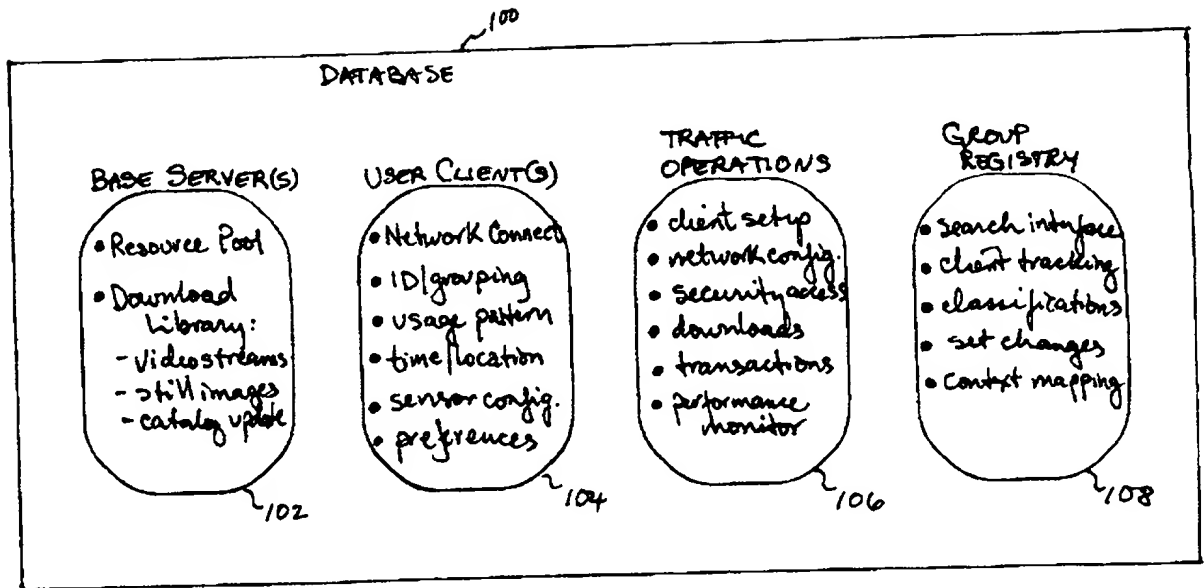 100
DATABASE
BASE SERVER(S)
• Resource Pool
• Download
Library:
- videostreams
- still images
- catalog update
102
USER CLIENT(S)
• Network Connect
• ID/grouping
• usage pattern
• time/location
• sensor config.
• preferences
104
TRAFFIC
OPERATIONS
• client setup
• network config.
• security access
• downloads
• transactions
• performance
monitor
106
GROUP
REGISTRY
• search interface
• client tracking
• classifications
• set changes
• context mapping
108